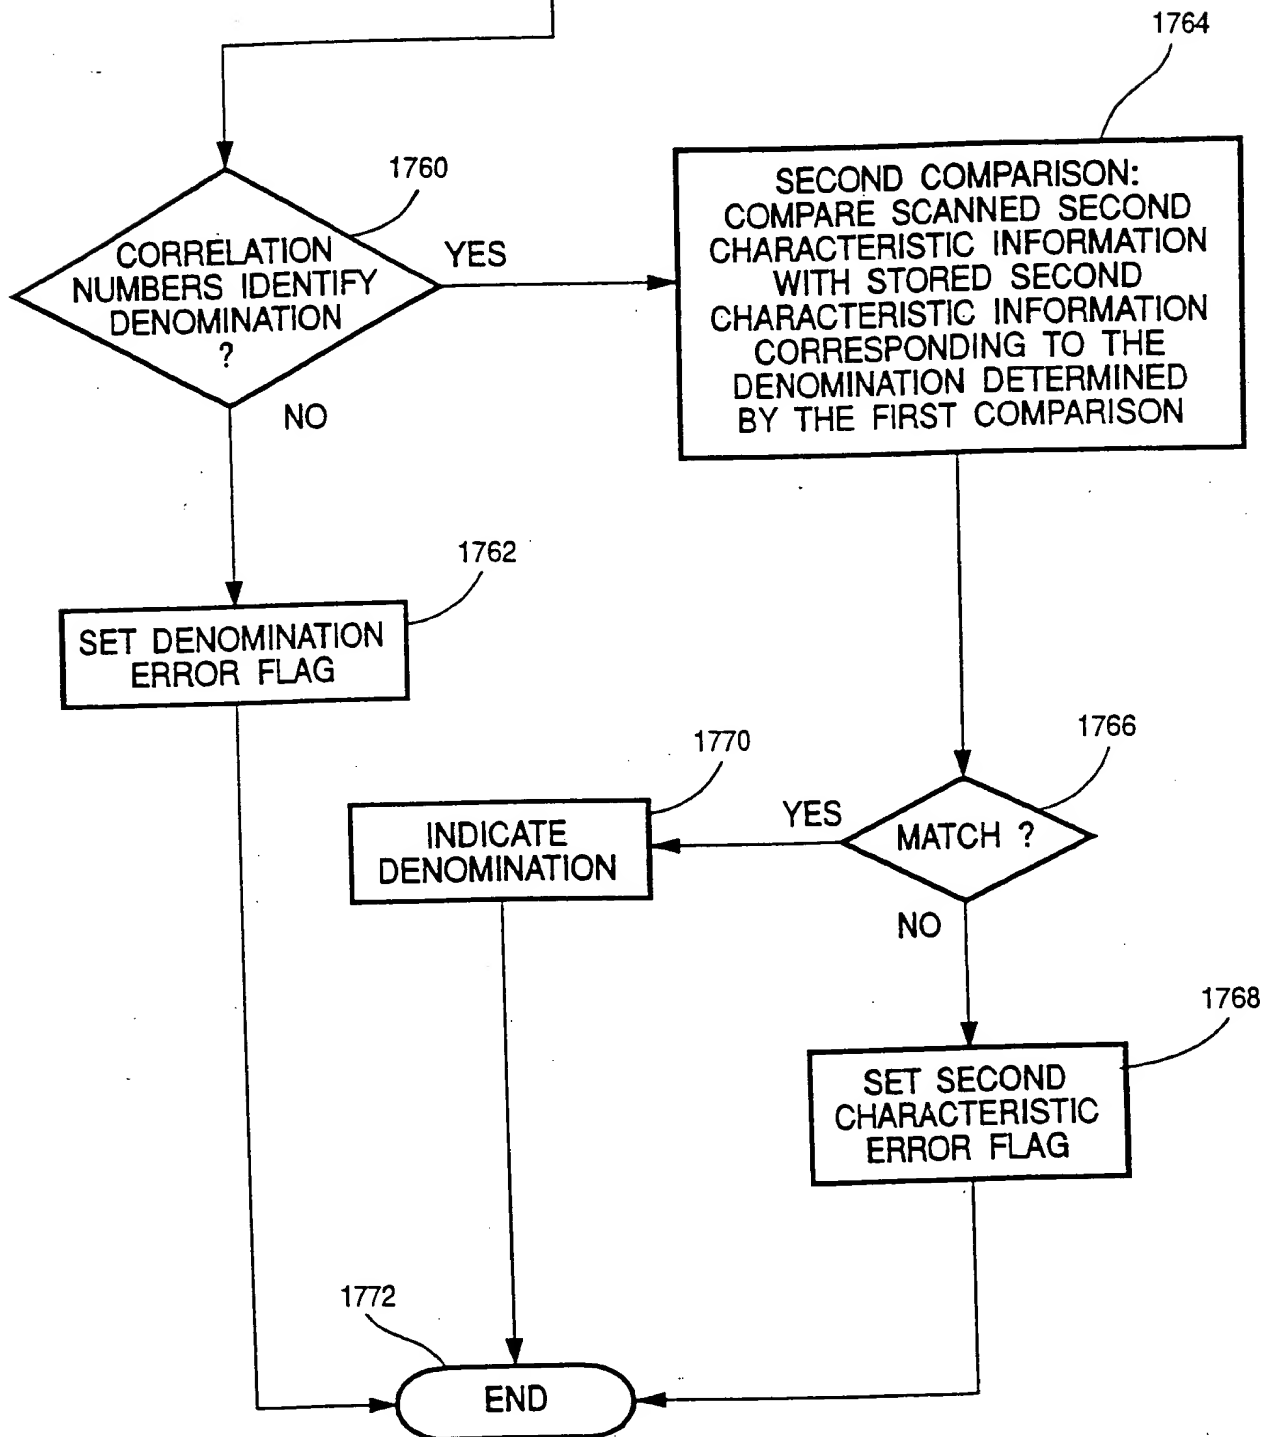 1764
1760
CORRELATION
NUMBERS IDENTIFY
DENOMINATION
?
YES
NO
SECOND COMPARISON:
COMPARE SCANNED SECOND
CHARACTERISTIC INFORMATION
WITH STORED SECOND
CHARACTERISTIC INFORMATION
CORRESPONDING TO THE
DENOMINATION DETERMINED
BY THE FIRST COMPARISON
1762
SET DENOMINATION
ERROR FLAG
1770
INDICATE
DENOMINATION
YES
1766
MATCH ?
NO
1768
SET SECOND
CHARACTERISTIC
ERROR FLAG
1772
END